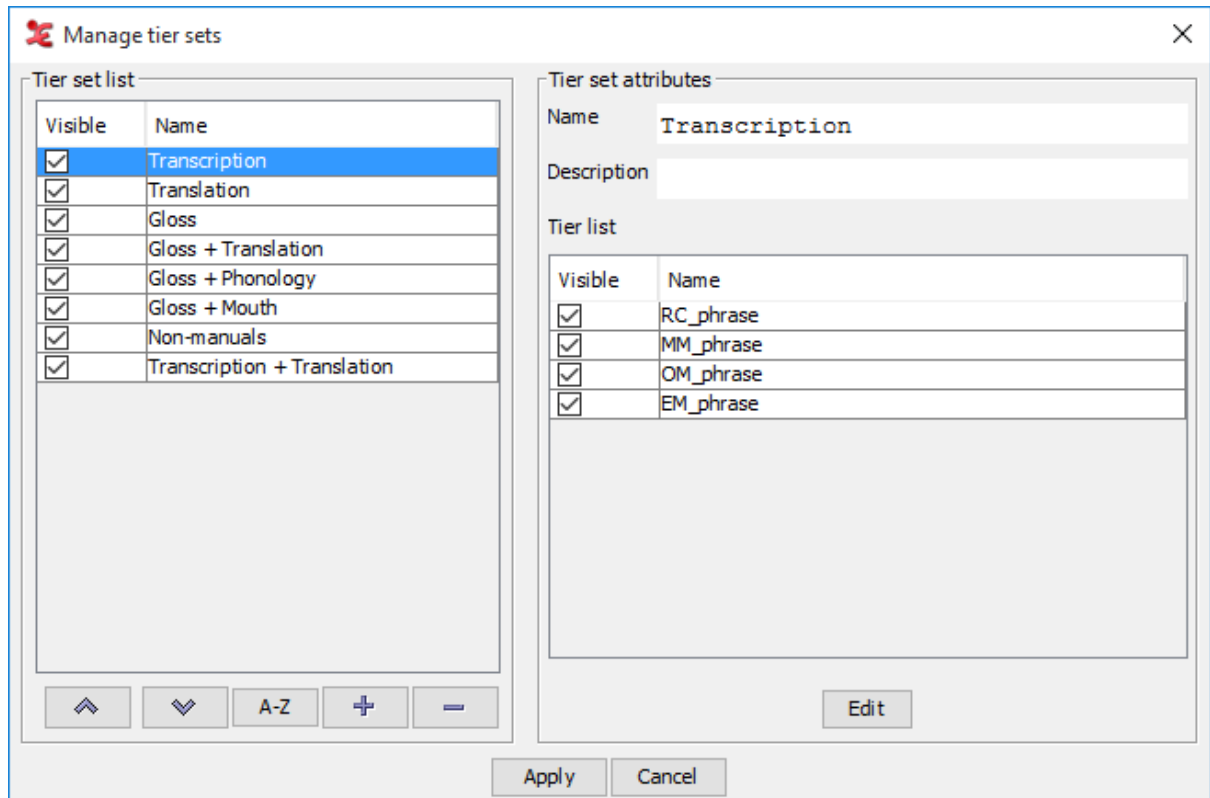 Manage tier sets
Tier set list
Visible Name
Transcription
Translation
Gloss
Gloss + Translation
Gloss + Phonology
Gloss + Mouth
Non-manuals
Transcription + Translation
A-Z
Tier set attributes
Name Transcription
Description
Tier list
Visible Name
RC_phrase
MM_phrase
OM_phrase
EM_phrase
Edit
Apply Cancel